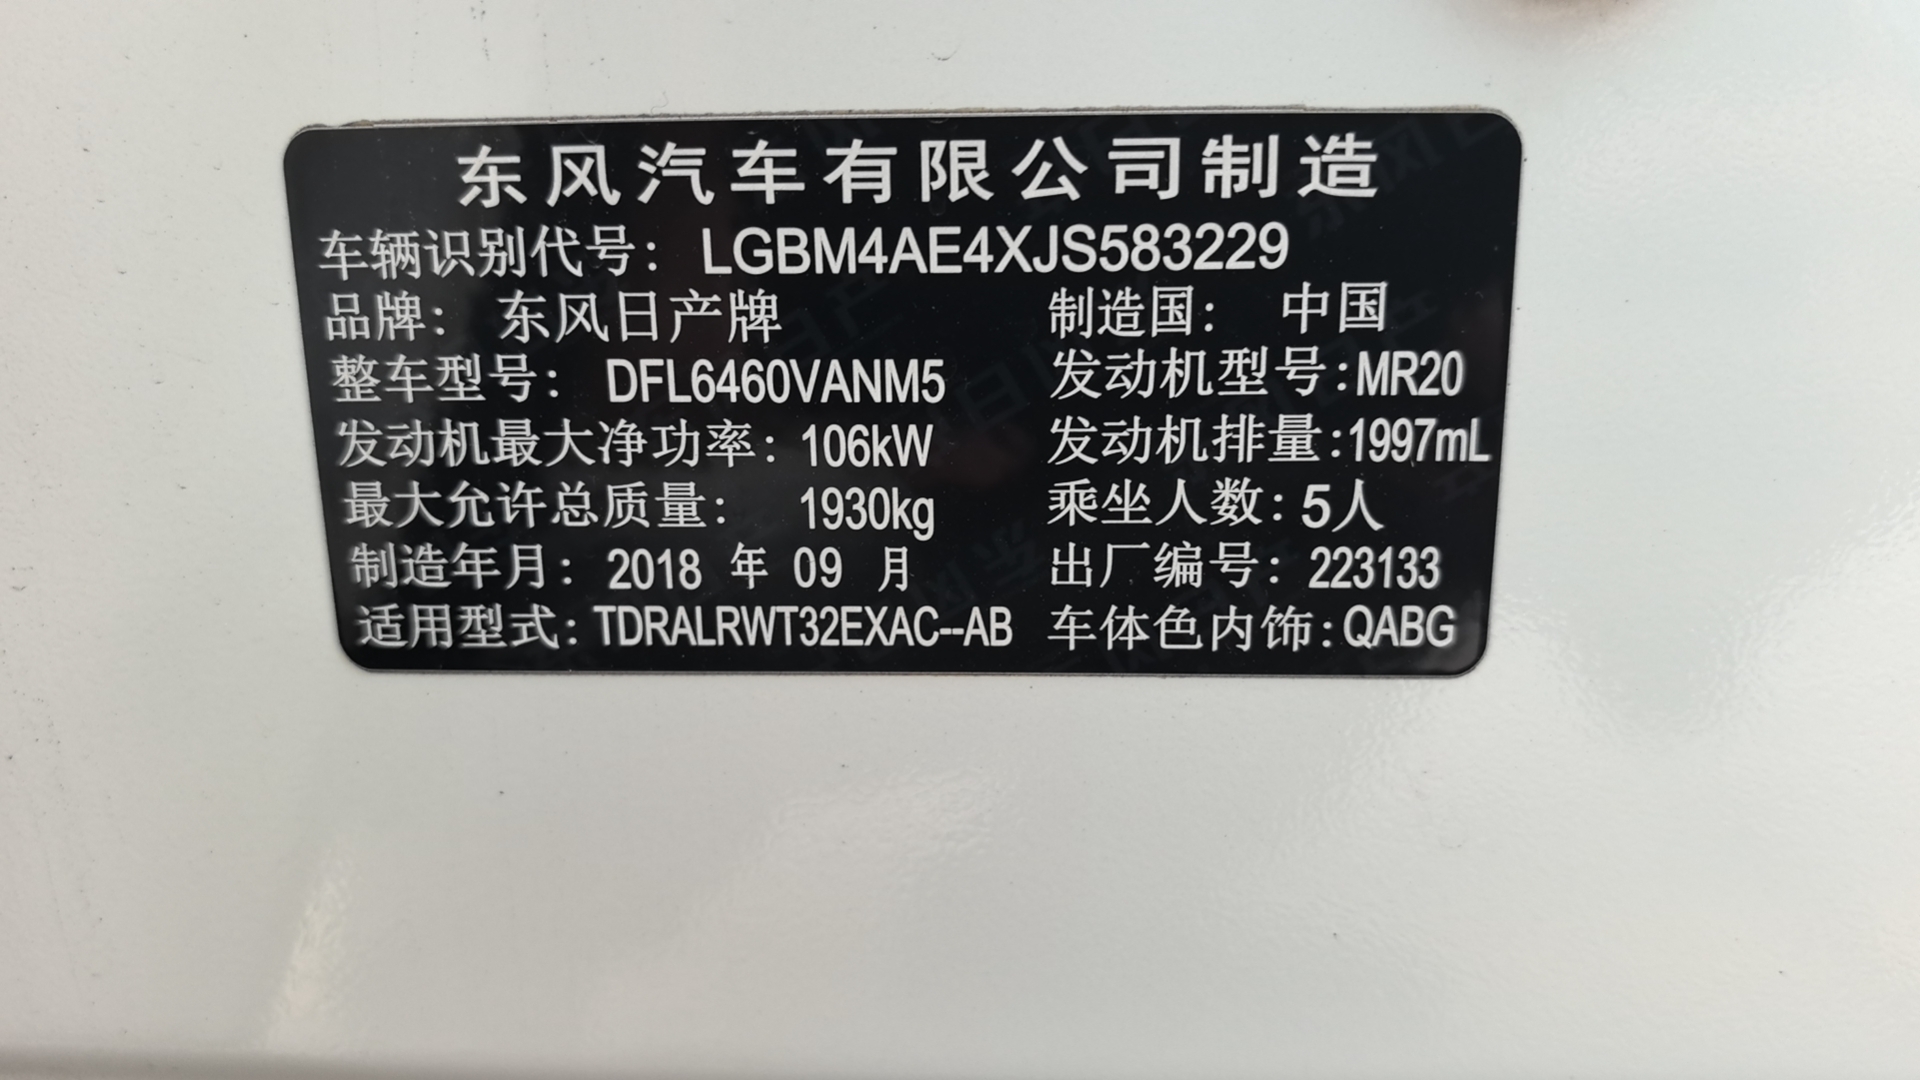 东风汽车有限公司制造
车辆识别代号： LGBM4AE4XJS583229
品牌： 东风日产牌 制造国： 中国
整车型号： DFL6460VANM5 发动机型号：MR20
发动机最大净功率：106kW 发动机排量：1997mL
最大允许总质量： 1930kg 乘坐人数：5人
制造年月： 2018 年 09 月 出厂编号：223133
适用型式：TDRALRWT32EXAC--AB 车体色内饰：QABG